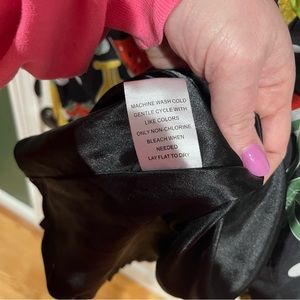 MACHINE WASH COLD
GENTLE CYCLE WITH
LIKE COLORS
ONLY NON-CHLORINE
BLEACH WHEN
NEEDED
LAY FLAT TO DRY